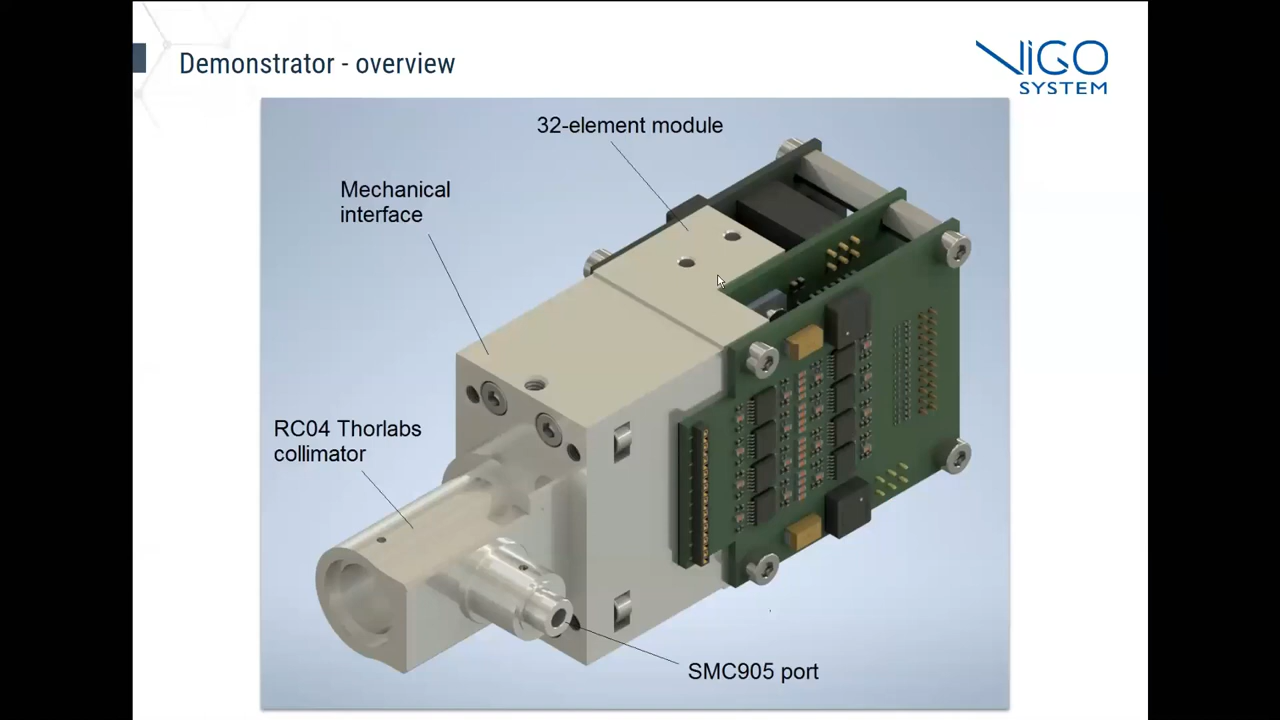 Demonstrator - overview
VIGO
SYSTEM
32-element module
Mechanical
interface
RC04 Thorlabs
collimator
SMC905 port